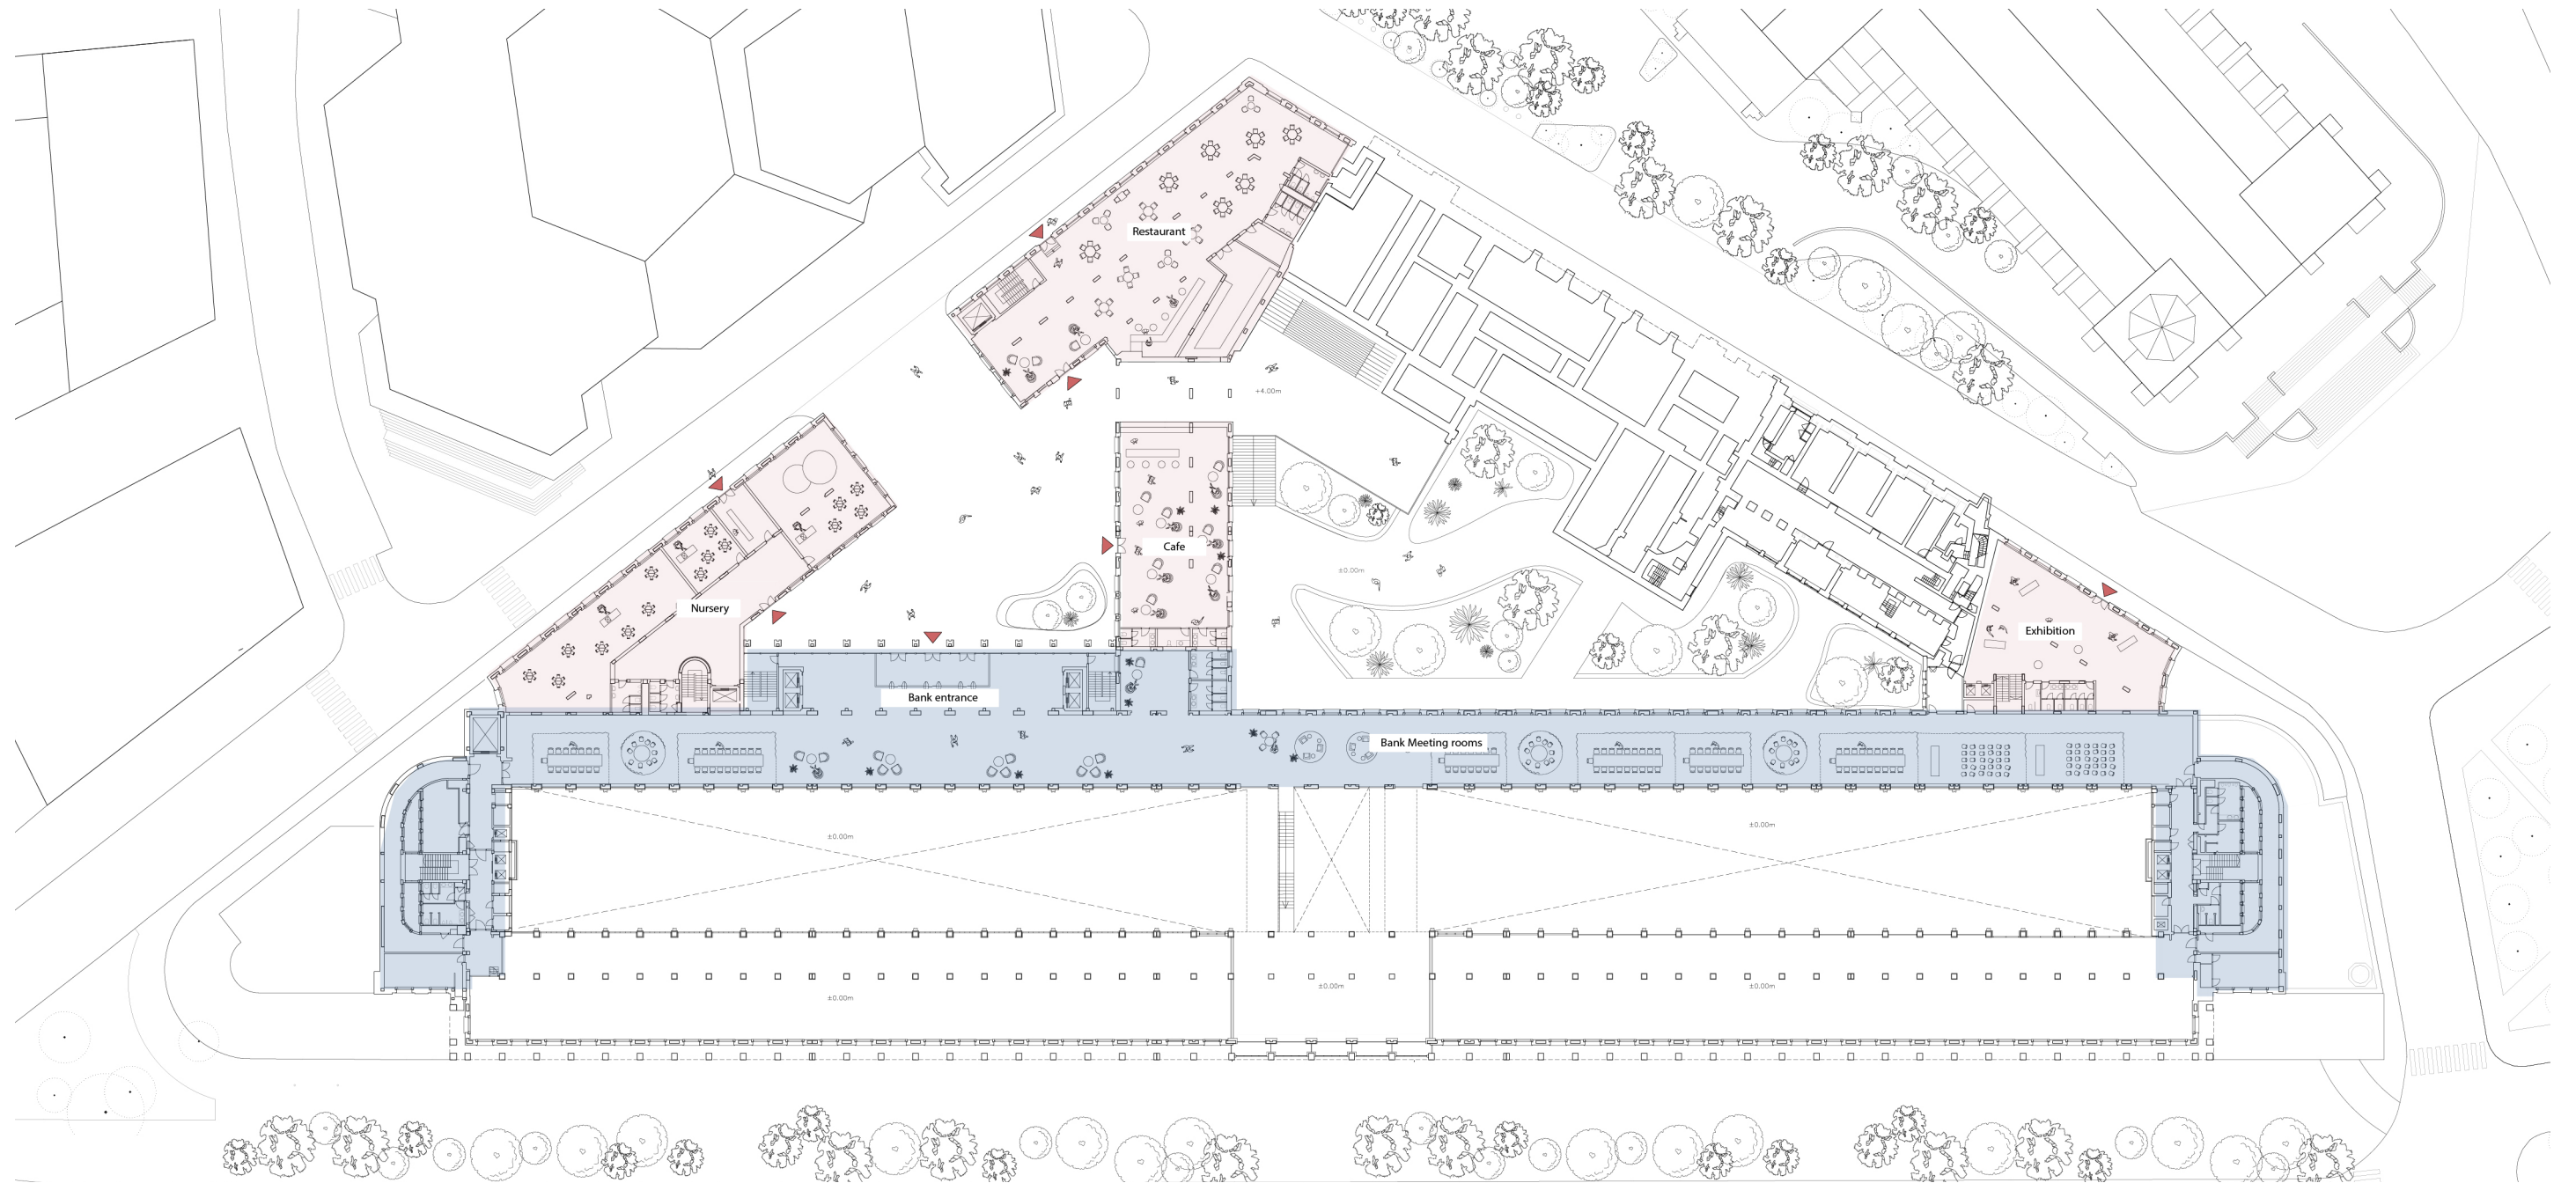 Restaurant
+4.00m
Cafe
±0.00m
Nursery
Exhibition
Bank entrance
Bank Meeting rooms
±0.00m
±0.00m
±0.00m
±0.00m
±0.00m